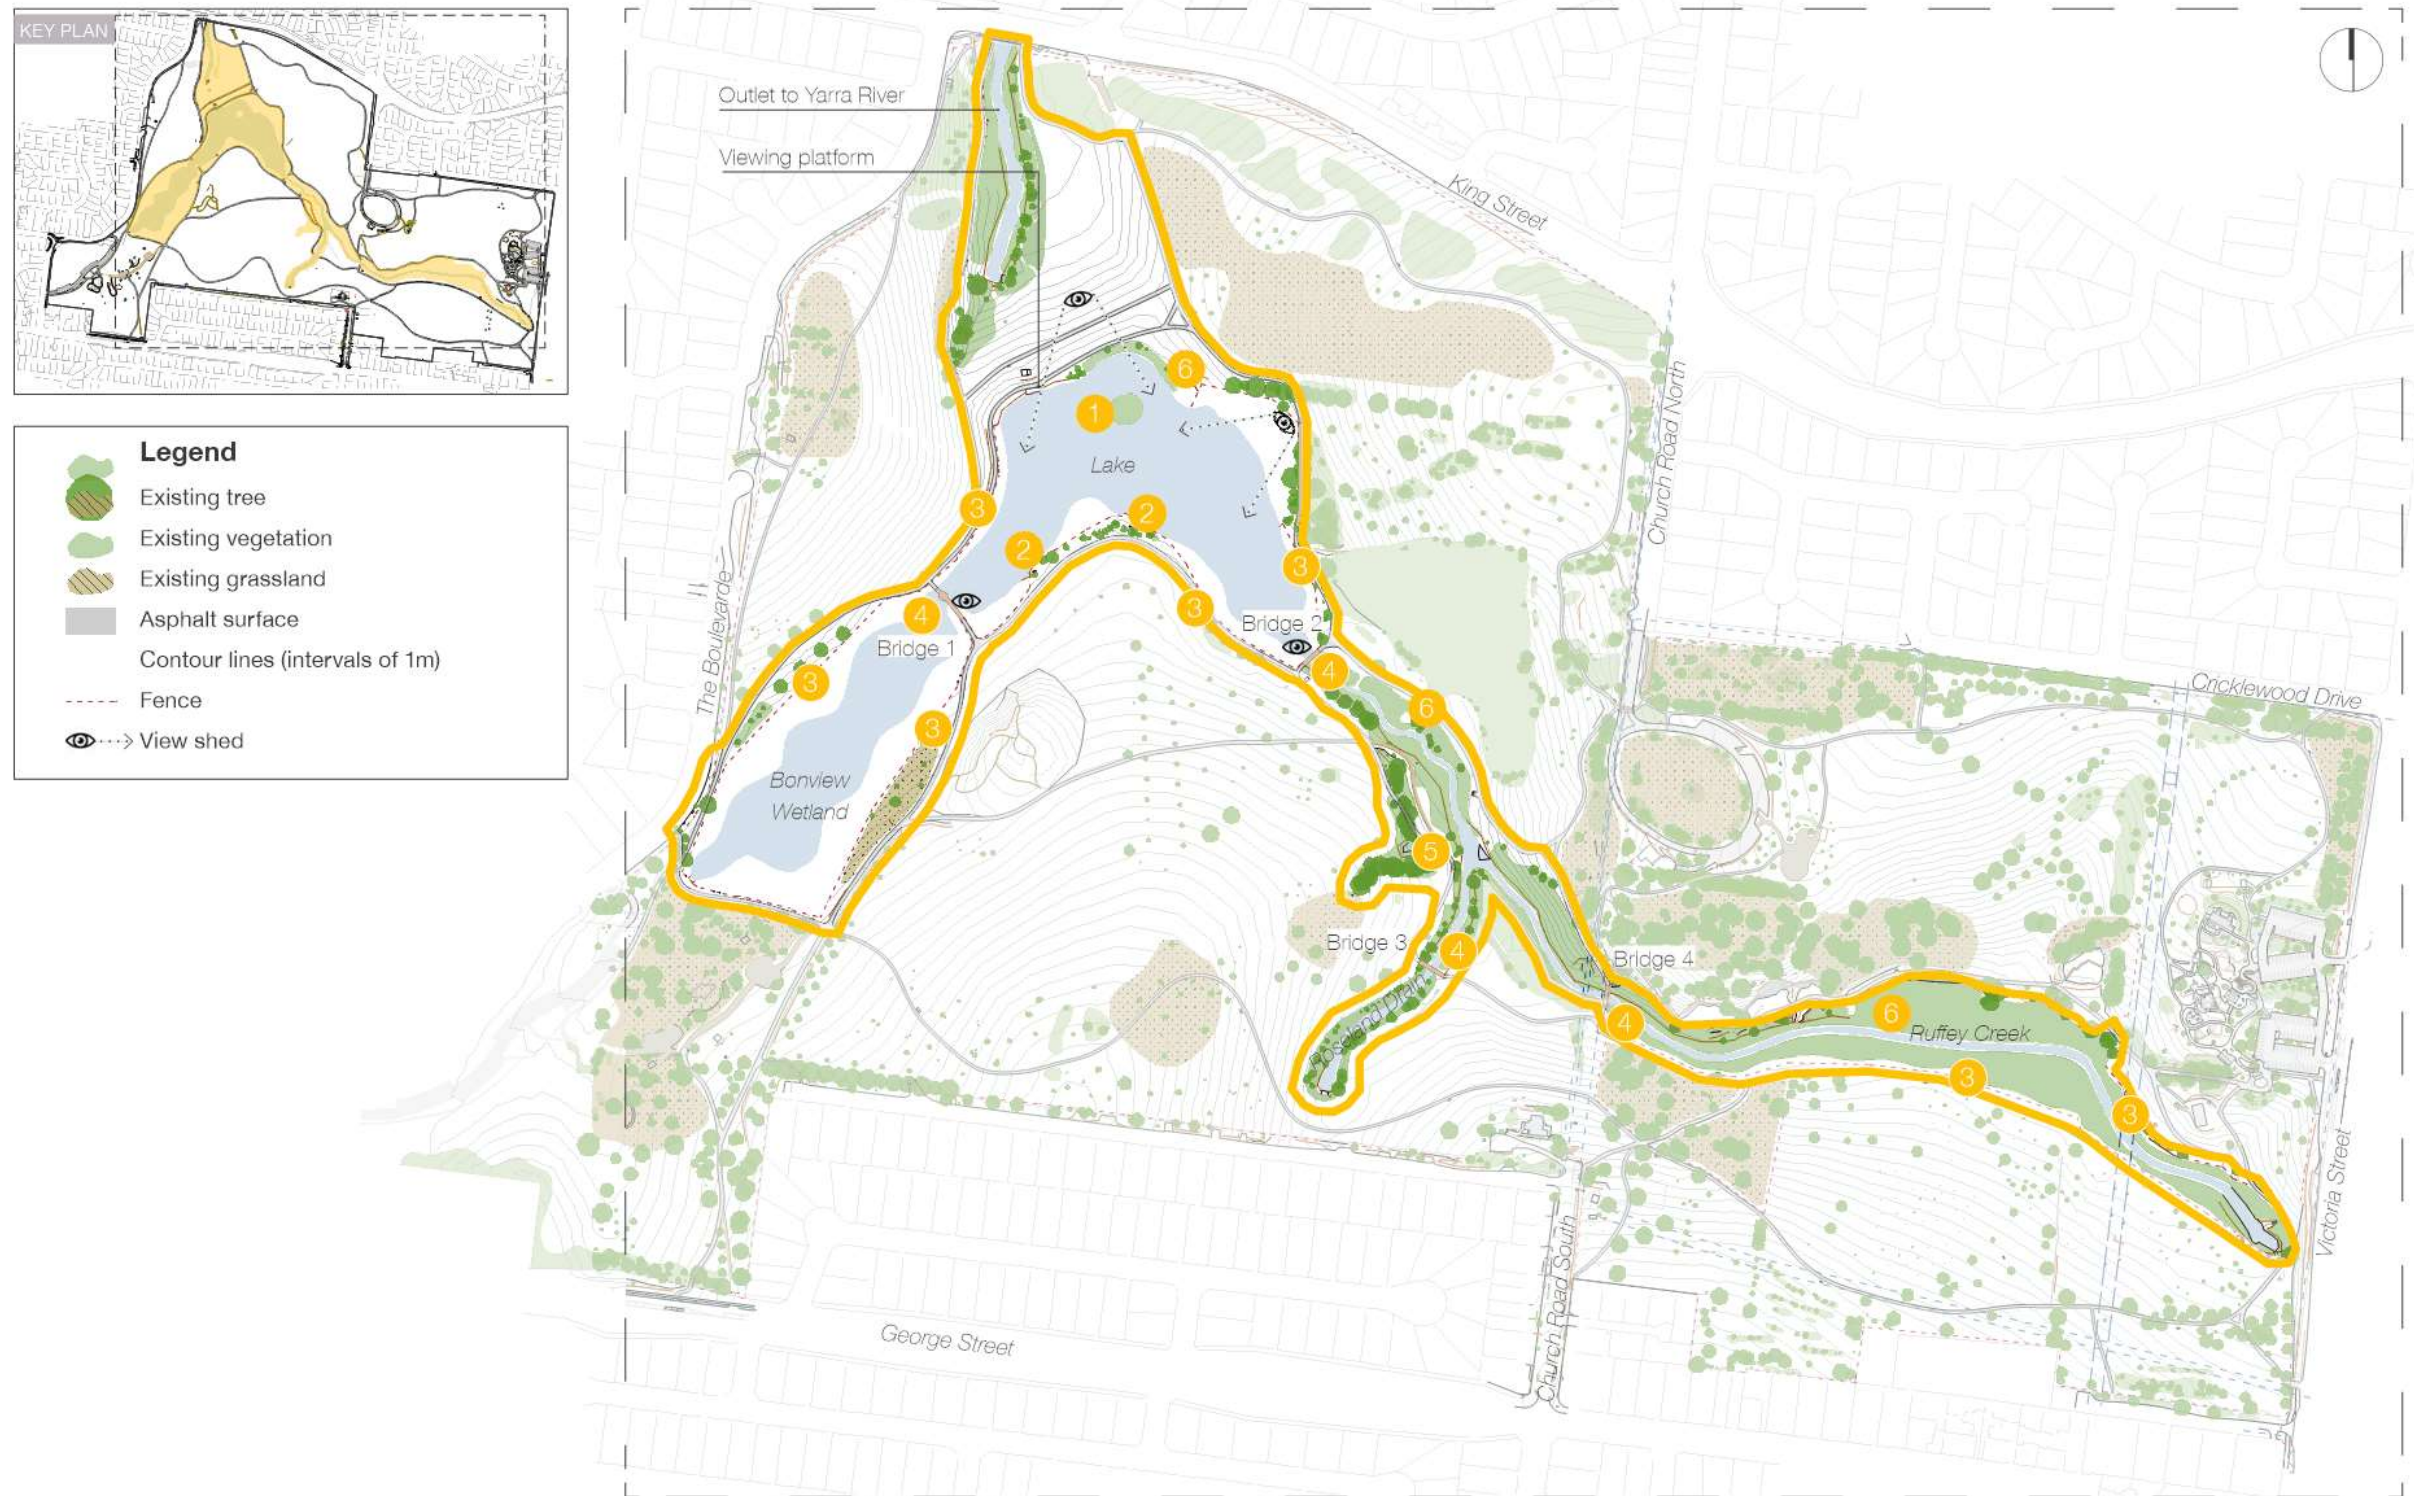 KEY PLAN
Legend
Existing tree
Existing vegetation
Existing grassland
Asphalt surface
Contour lines (intervals of 1m)
Fence
View shed
Outlet to Yarra River
Viewing platform
King Street
6
1
Lake
Church Road North
3
2
2
3
The Boulevarde
4
3
Bridge 1
Bridge 2
4
3
6
Cricklewood Drive
3
Bonview
Wetland
5
Bridge 3
4
Bridge 4
Roseland Drain
4
6
Ruffey Creek
3
3
Victoria Street
Church Road South
George Street